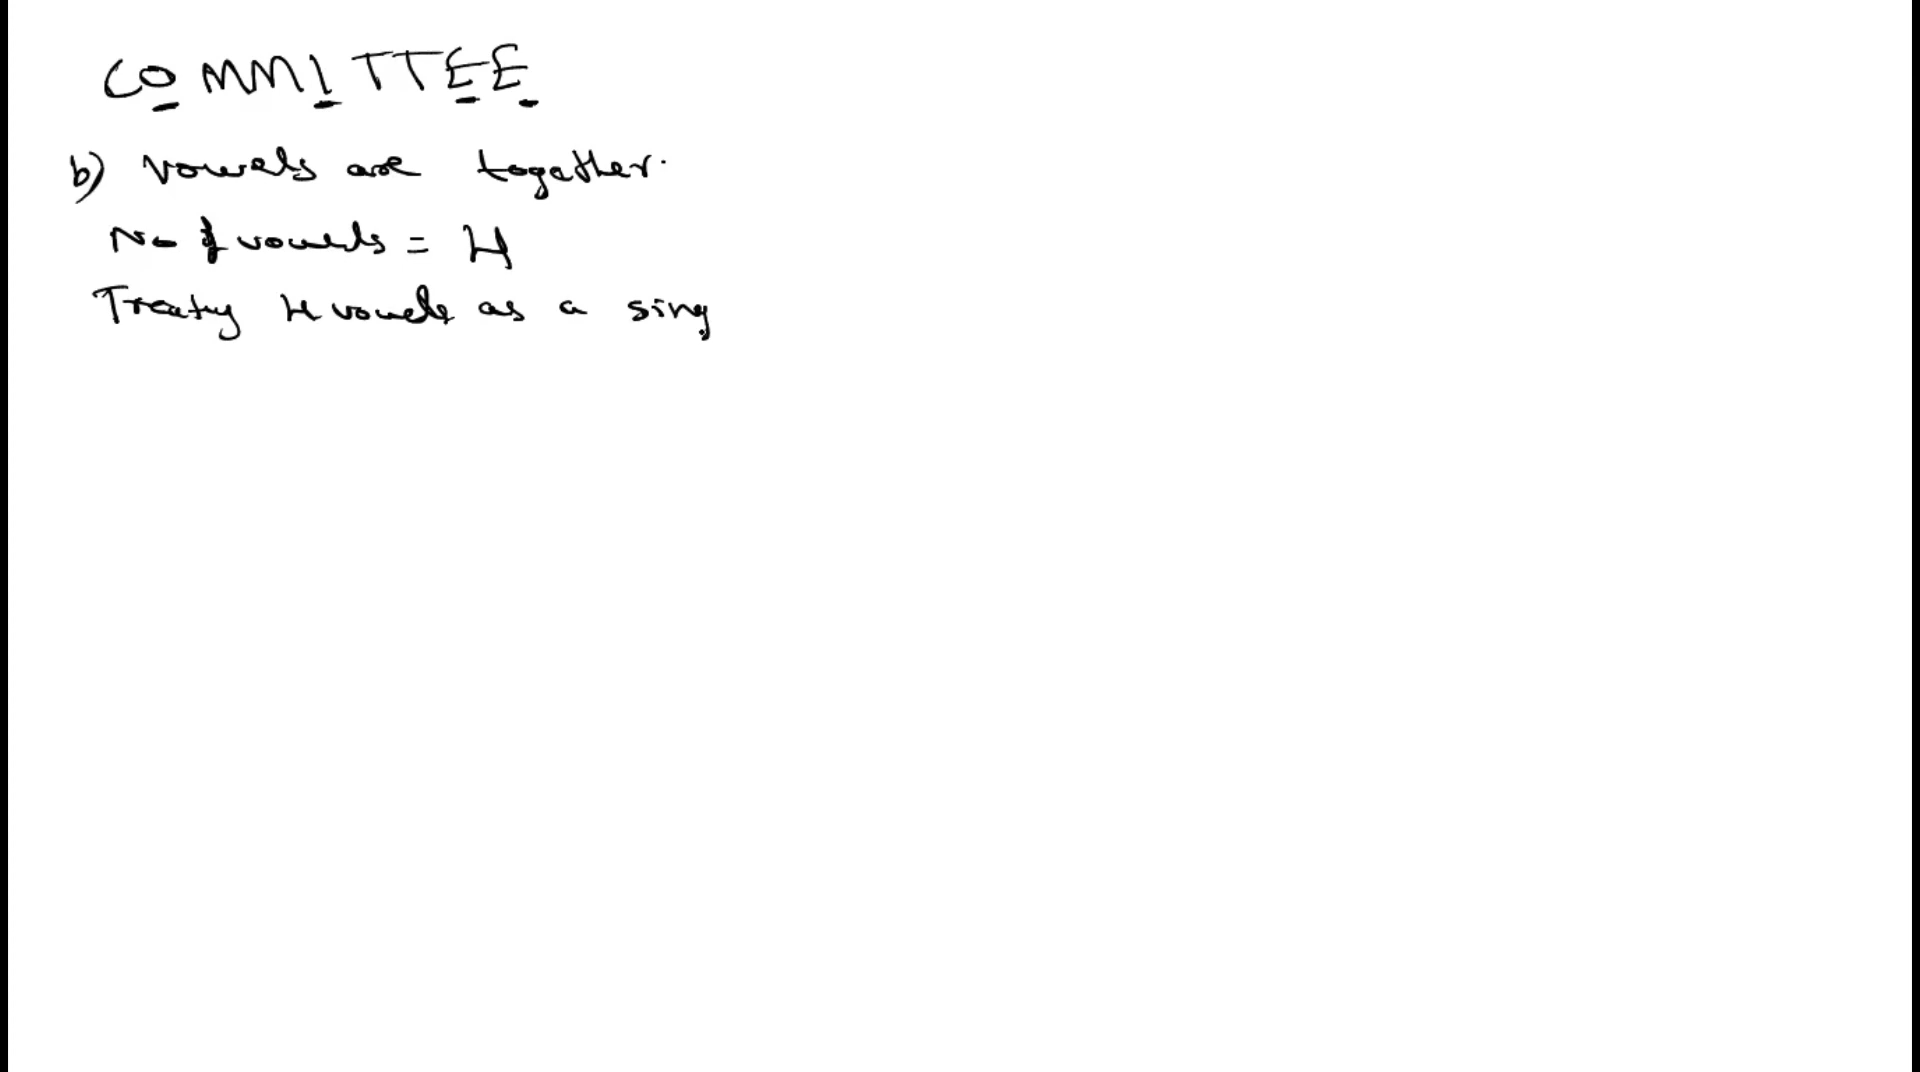 COMMITTEE
b) vowels are together.
No of vowels = 4
Treating 4 vowels as a sing